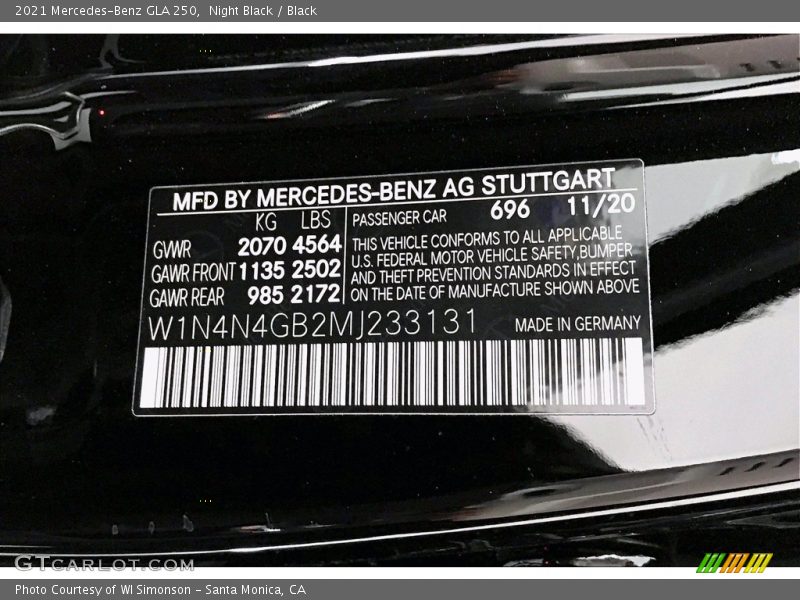 2021 Mercedes-Benz GLA 250,  Night Black / Black
MFD BY MERCEDES-BENZ AG STUTTGART
KG LBS PASSENGER CAR 696 11/20
GVWR 2070 4564
GAWR FRONT 1135 2502
GAWR REAR 985 2172
THIS VEHICLE CONFORMS TO ALL APPLICABLE
U.S. FEDERAL MOTOR VEHICLE SAFETY,BUMPER
AND THEFT PREVENTION STANDARDS IN EFFECT
ON THE DATE OF MANUFACTURE SHOWN ABOVE
W1N4N4GB2MJ233131 MADE IN GERMANY
GTCARLOT.COM
Photo Courtesy of WI Simonson - Santa Monica, CA